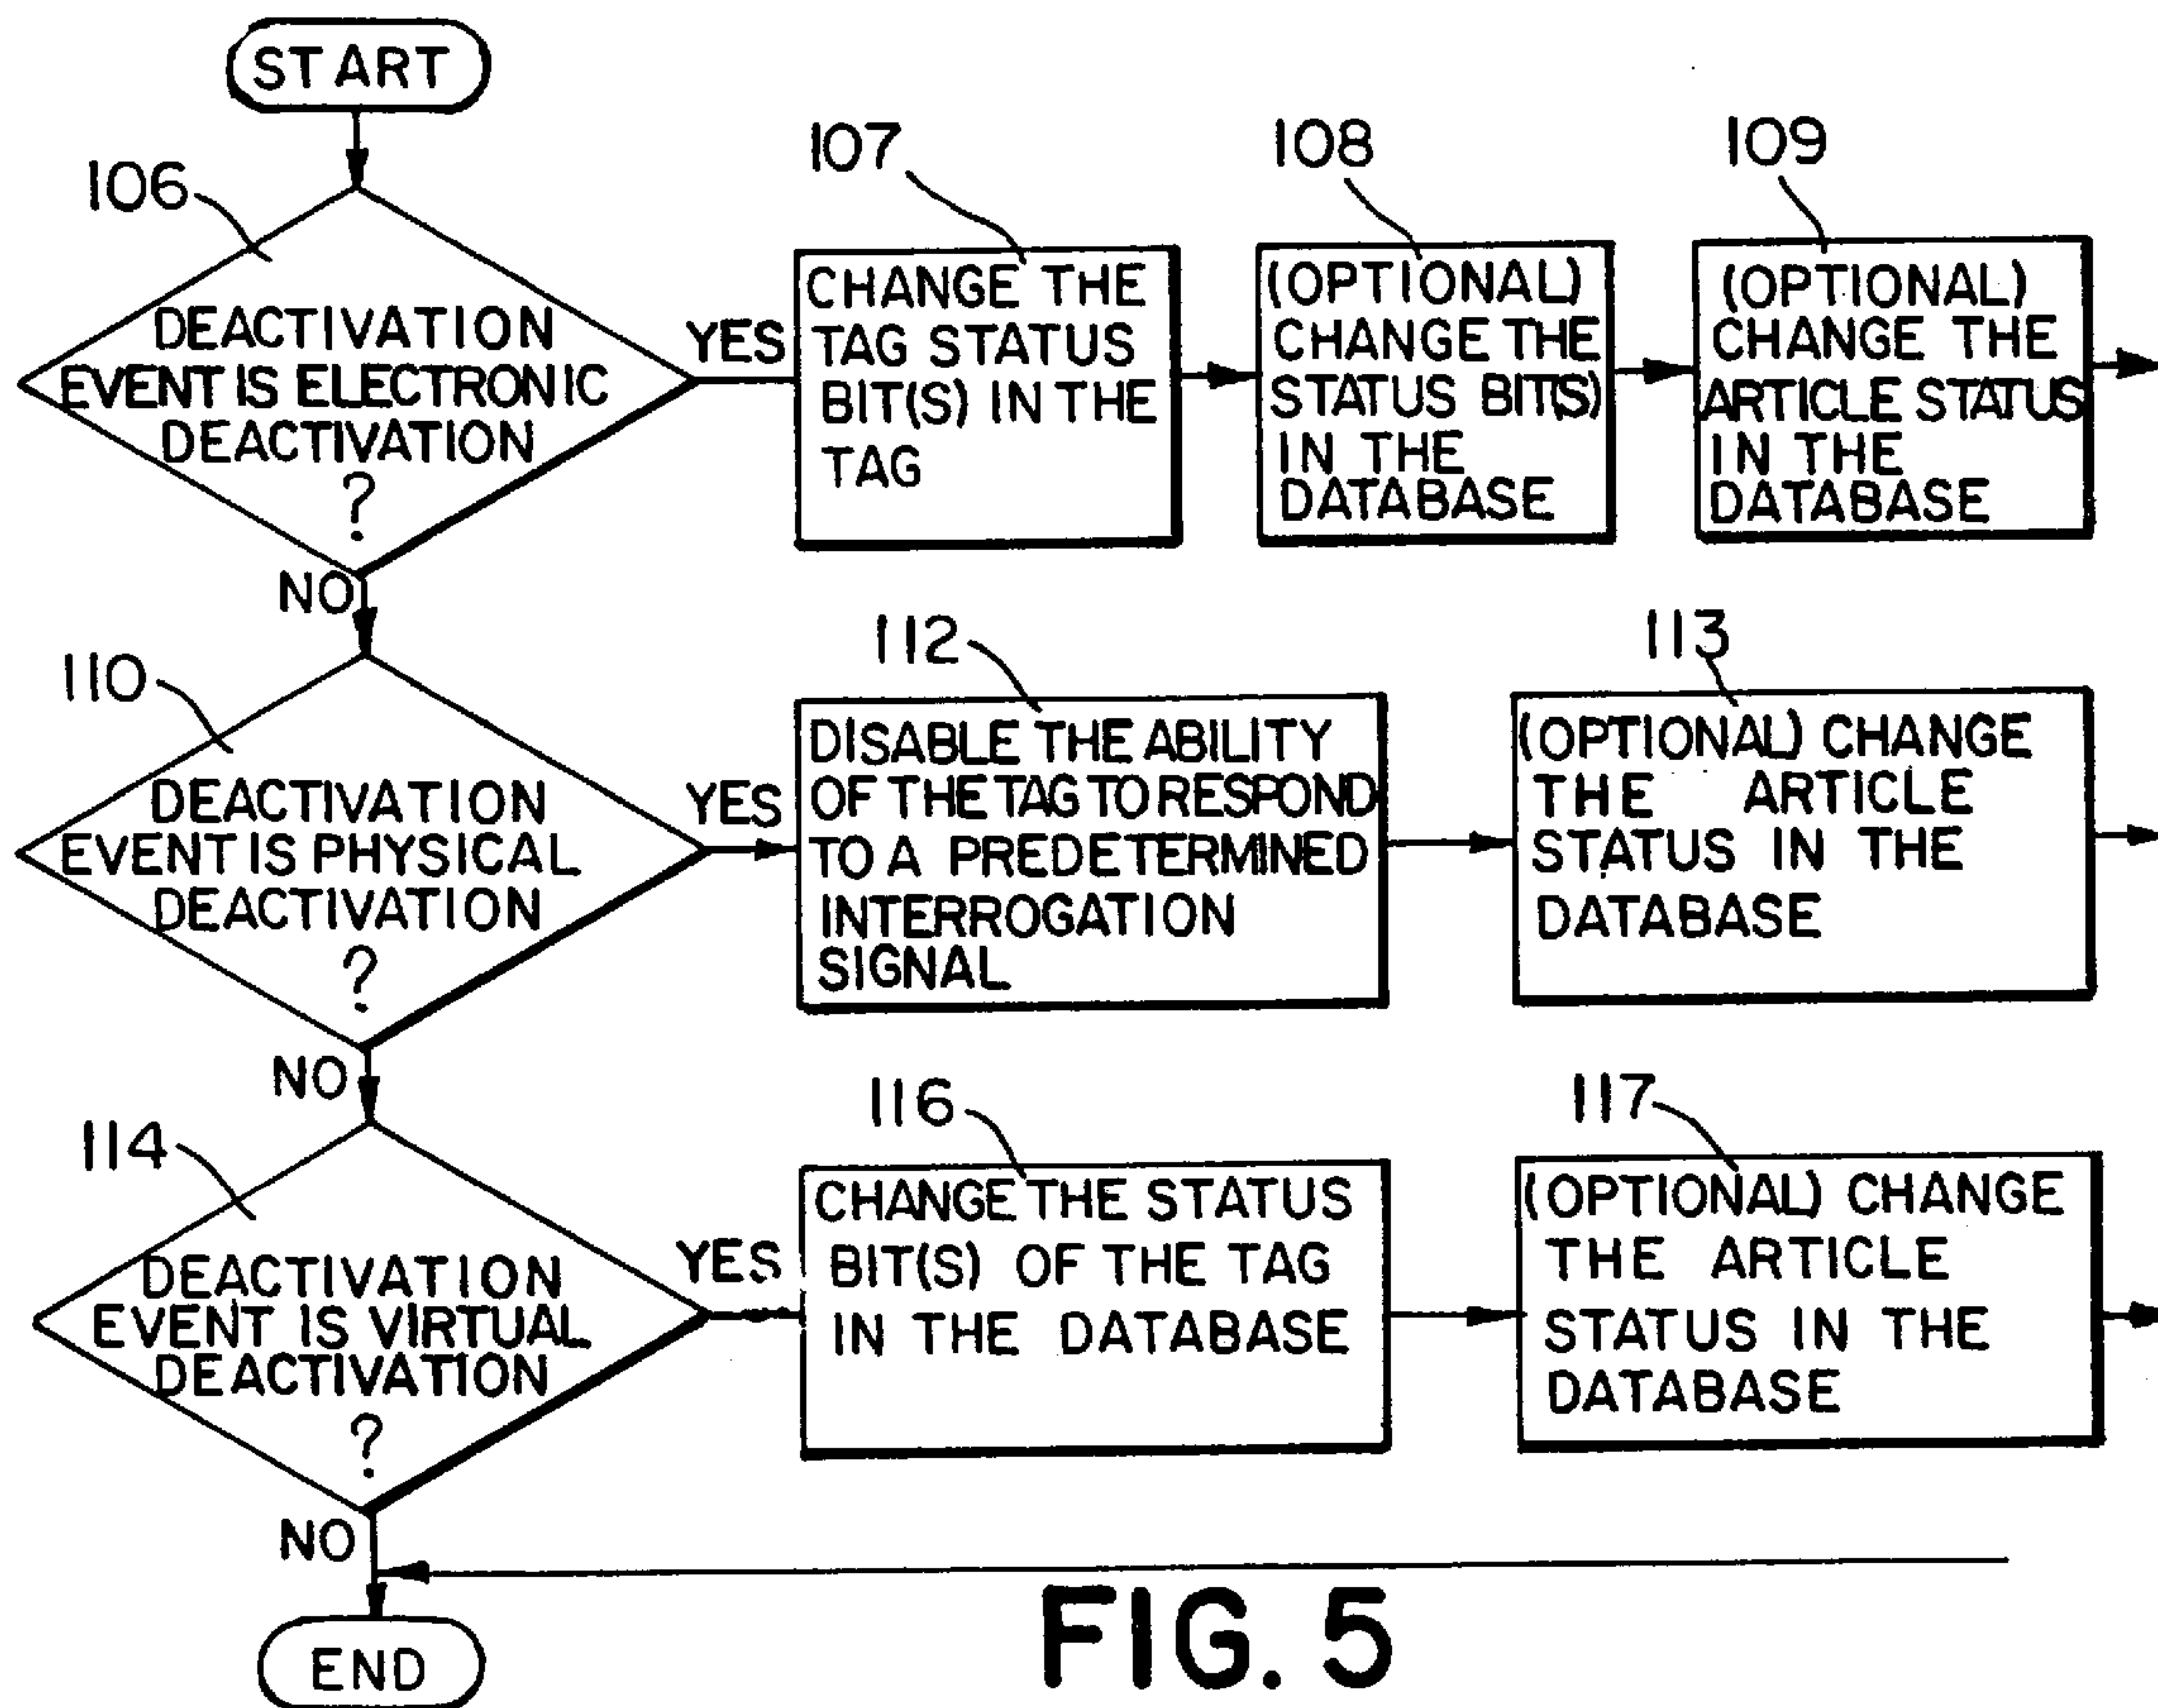 START
106
DEACTIVATION
EVENT IS ELECTRONIC
DEACTIVATION
?
YES
NO
107
CHANGE THE
TAG STATUS
BIT(S) IN THE
TAG
108
(OPTIONAL)
CHANGE THE
STATUS BIT(S)
IN THE
DATABASE
109
(OPTIONAL)
CHANGE THE
ARTICLE STATUS
IN THE
DATABASE
110
DEACTIVATION
EVENT IS PHYSICAL
DEACTIVATION
?
YES
NO
112
DISABLE THE ABILITY
OF THE TAG TO RESPOND
TO A PREDETERMINED
INTERROGATION
SIGNAL
113
(OPTIONAL) CHANGE
THE ARTICLE
STATUS IN THE
DATABASE
114
DEACTIVATION
EVENT IS VIRTUAL
DEACTIVATION
?
YES
NO
116
CHANGE THE STATUS
BIT(S) OF THE TAG
IN THE DATABASE
117
(OPTIONAL) CHANGE
THE ARTICLE
STATUS IN THE
DATABASE
END
FIG. 5